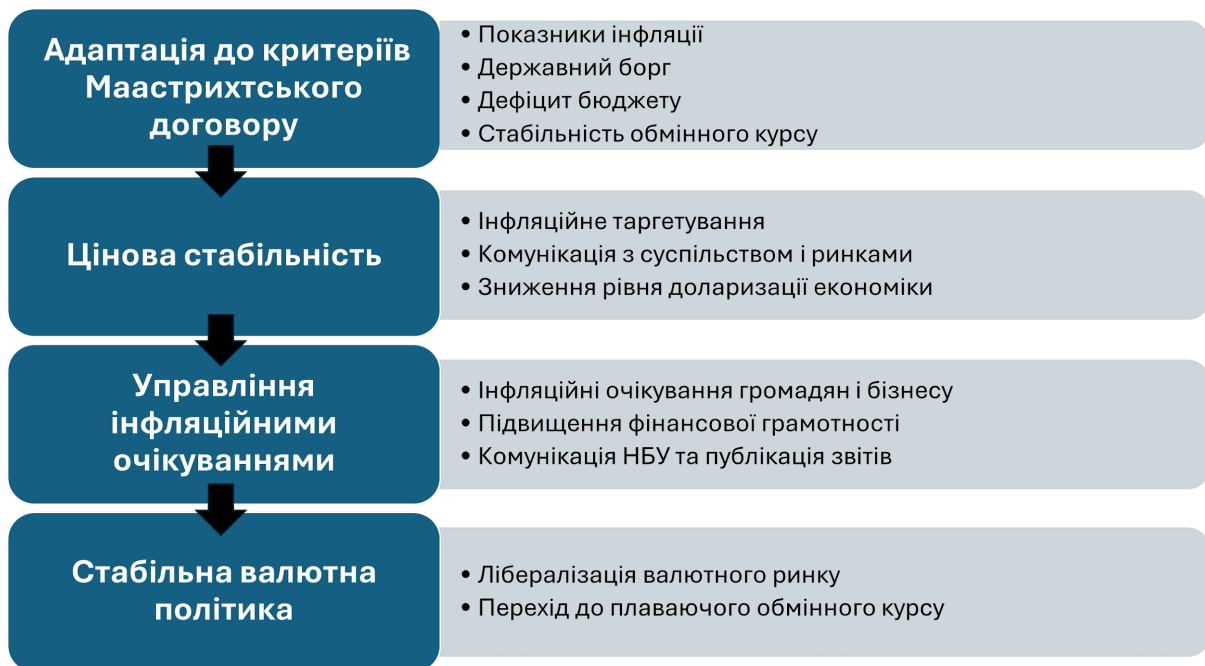 Адаптація до критеріїв
Маастрихтського
договору
• Показники інфляції
• Державний борг
• Дефіцит бюджету
• Стабільність обмінного курсу
Цінова стабільність
• Інфляційне таргетування
• Комунікація з суспільством і ринками
• Зниження рівня доларизації економіки
Управління
інфляційними
очікуваннями
• Інфляційні очікування громадян і бізнесу
• Підвищення фінансової грамотності
• Комунікація НБУ та публікація звітів
Стабільна валютна
політика
• Лібералізація валютного ринку
• Перехід до плаваючого обмінного курсу